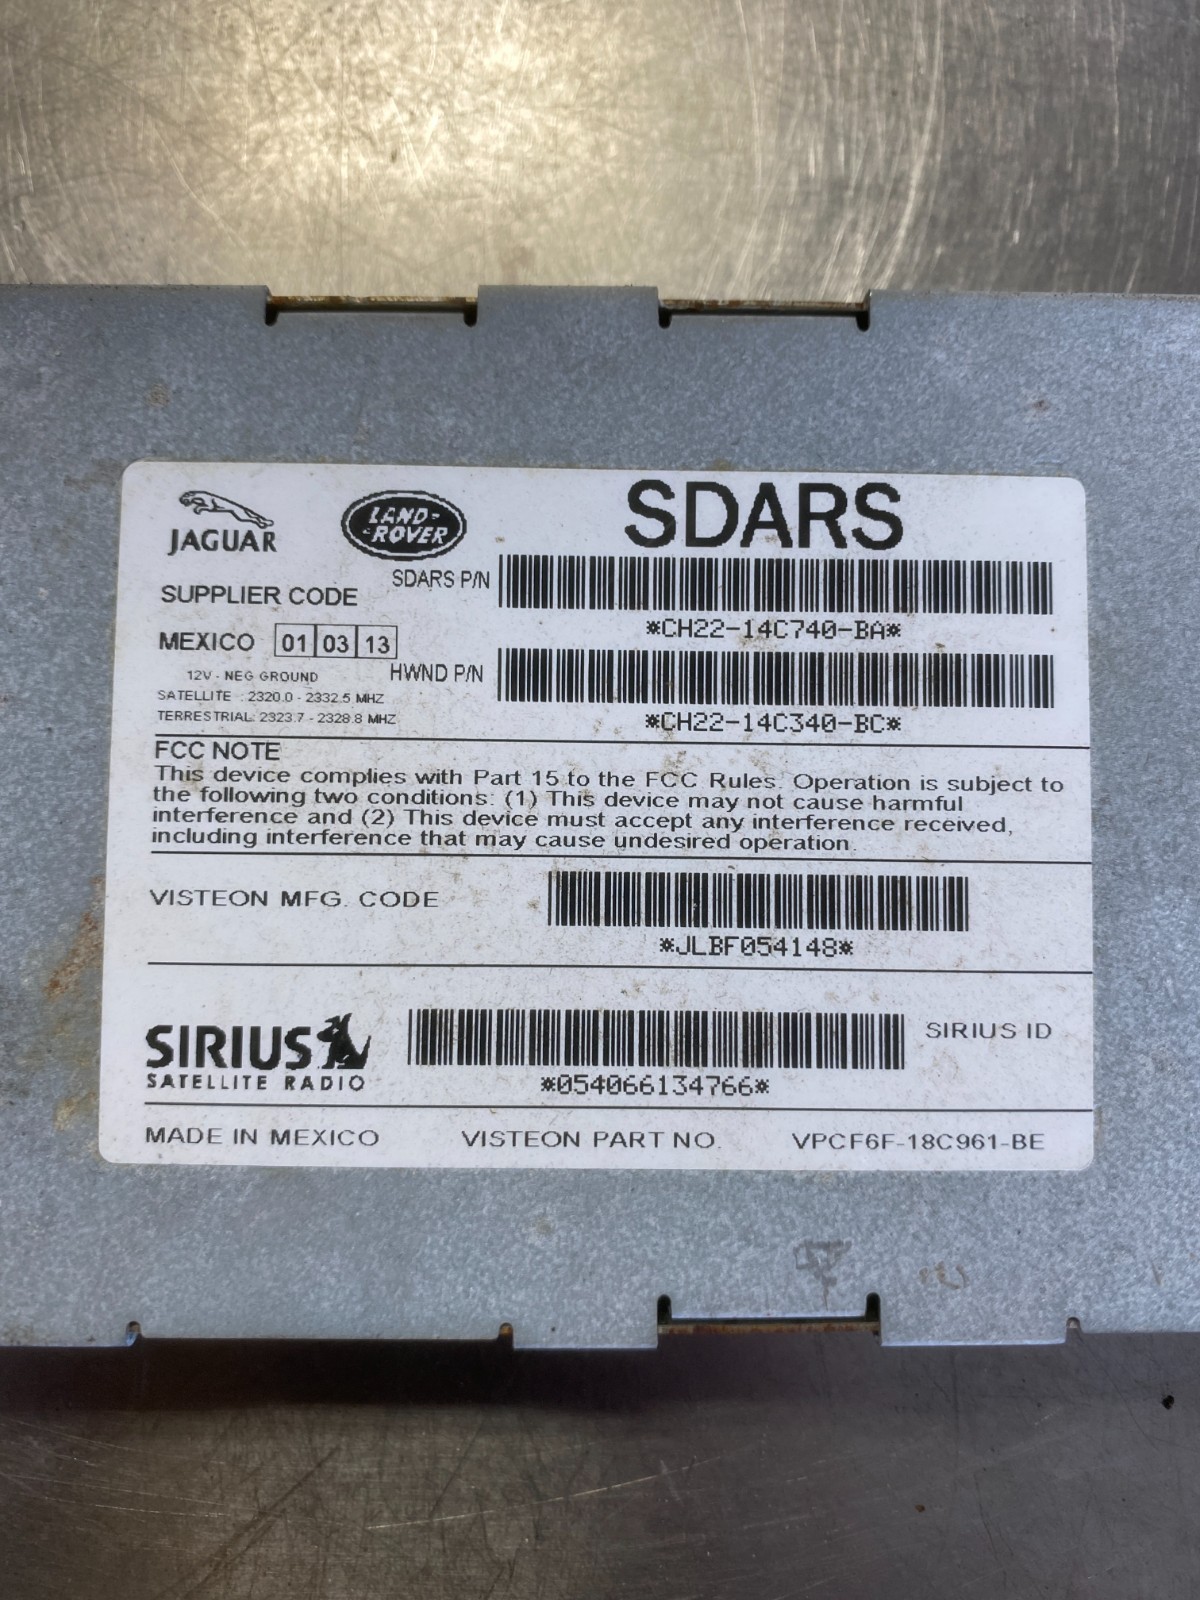 JAGUAR
LAND-
-ROVER
SDARS
SUPPLIER CODE
SDARS P/N
*CH22-14C740-BA*
MEXICO 01 03 13
12V - NEG GROUND
HWND P/N
SATELLITE : 2320.0 - 2332.5 MHZ
TERRESTRIAL: 2323.7 - 2328.8 MHZ
*CH22-14C340-BC*
FCC NOTE
This device complies with Part 15 to the FCC Rules. Operation is subject to
the following two conditions: (1) This device may not cause harmful
interference and (2) This device must accept any interference received,
including interference that may cause undesired operation.
VISTEON MFG. CODE
*JLBF054148*
SIRIUS
SATELLITE RADIO
SIRIUS ID
*054066134766*
MADE IN MEXICO VISTEON PART NO. VPCF6F-18C961-BE